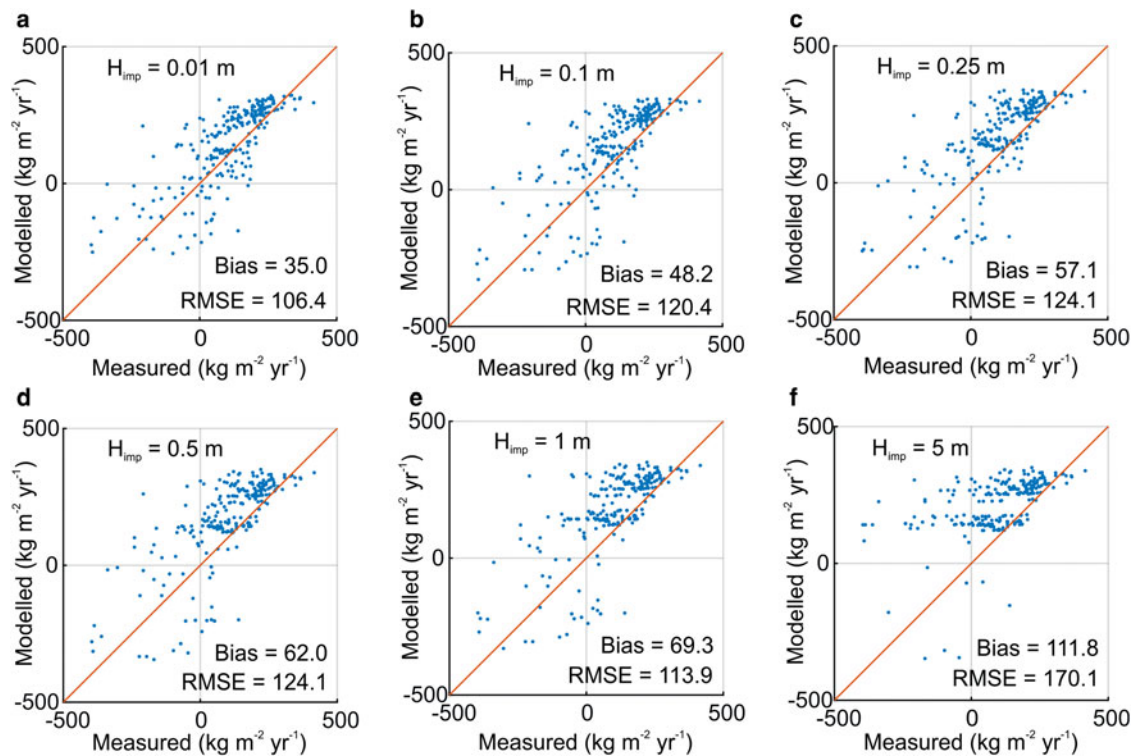 a
H_imp = 0.01 m
500
0
-500
Modelled (kg m⁻² yr⁻¹)
Bias = 35.0
RMSE = 106.4
-500 0 500
Measured (kg m⁻² yr⁻¹)
b
H_imp = 0.1 m
500
0
-500
Modelled (kg m⁻² yr⁻¹)
Bias = 48.2
RMSE = 120.4
-500 0 500
Measured (kg m⁻² yr⁻¹)
c
H_imp = 0.25 m
500
0
-500
Modelled (kg m⁻² yr⁻¹)
Bias = 57.1
RMSE = 124.1
-500 0 500
Measured (kg m⁻² yr⁻¹)
d
H_imp = 0.5 m
500
0
-500
Modelled (kg m⁻² yr⁻¹)
Bias = 62.0
RMSE = 124.1
-500 0 500
Measured (kg m⁻² yr⁻¹)
e
H_imp = 1 m
500
0
-500
Modelled (kg m⁻² yr⁻¹)
Bias = 69.3
RMSE = 113.9
-500 0 500
Measured (kg m⁻² yr⁻¹)
f
H_imp = 5 m
500
0
-500
Modelled (kg m⁻² yr⁻¹)
Bias = 111.8
RMSE = 170.1
-500 0 500
Measured (kg m⁻² yr⁻¹)